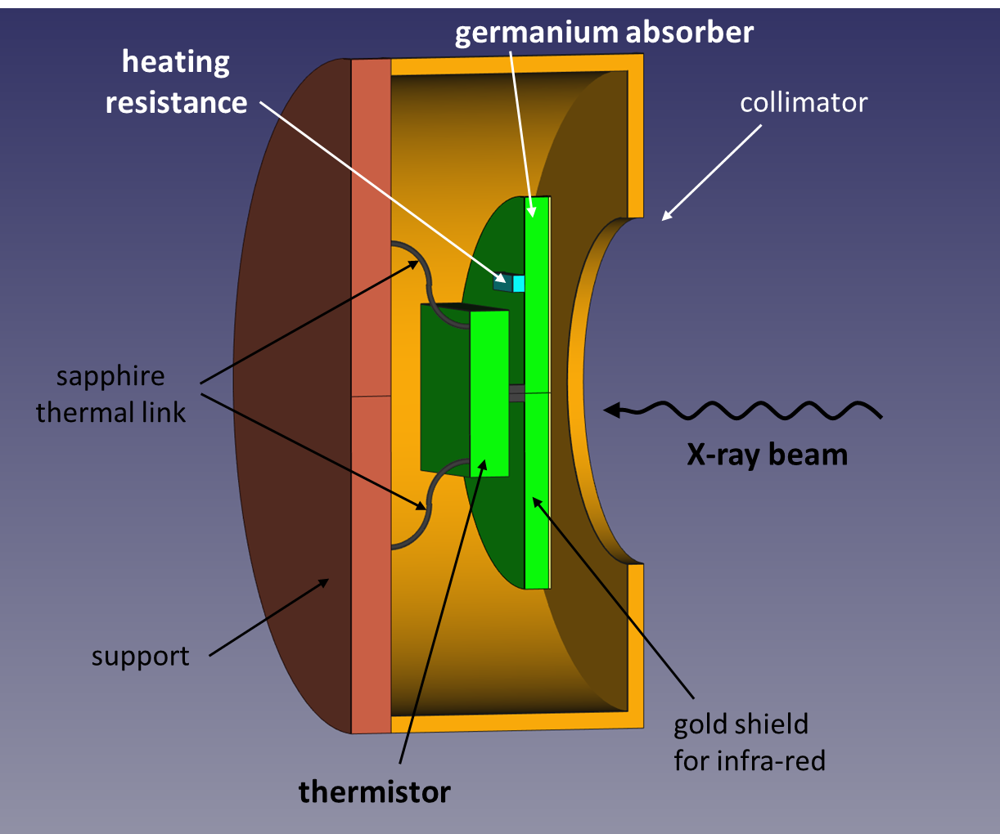 germanium absorber
heating
resistance
collimator
sapphire
thermal link
X-ray beam
support
gold shield
for infra-red
thermistor